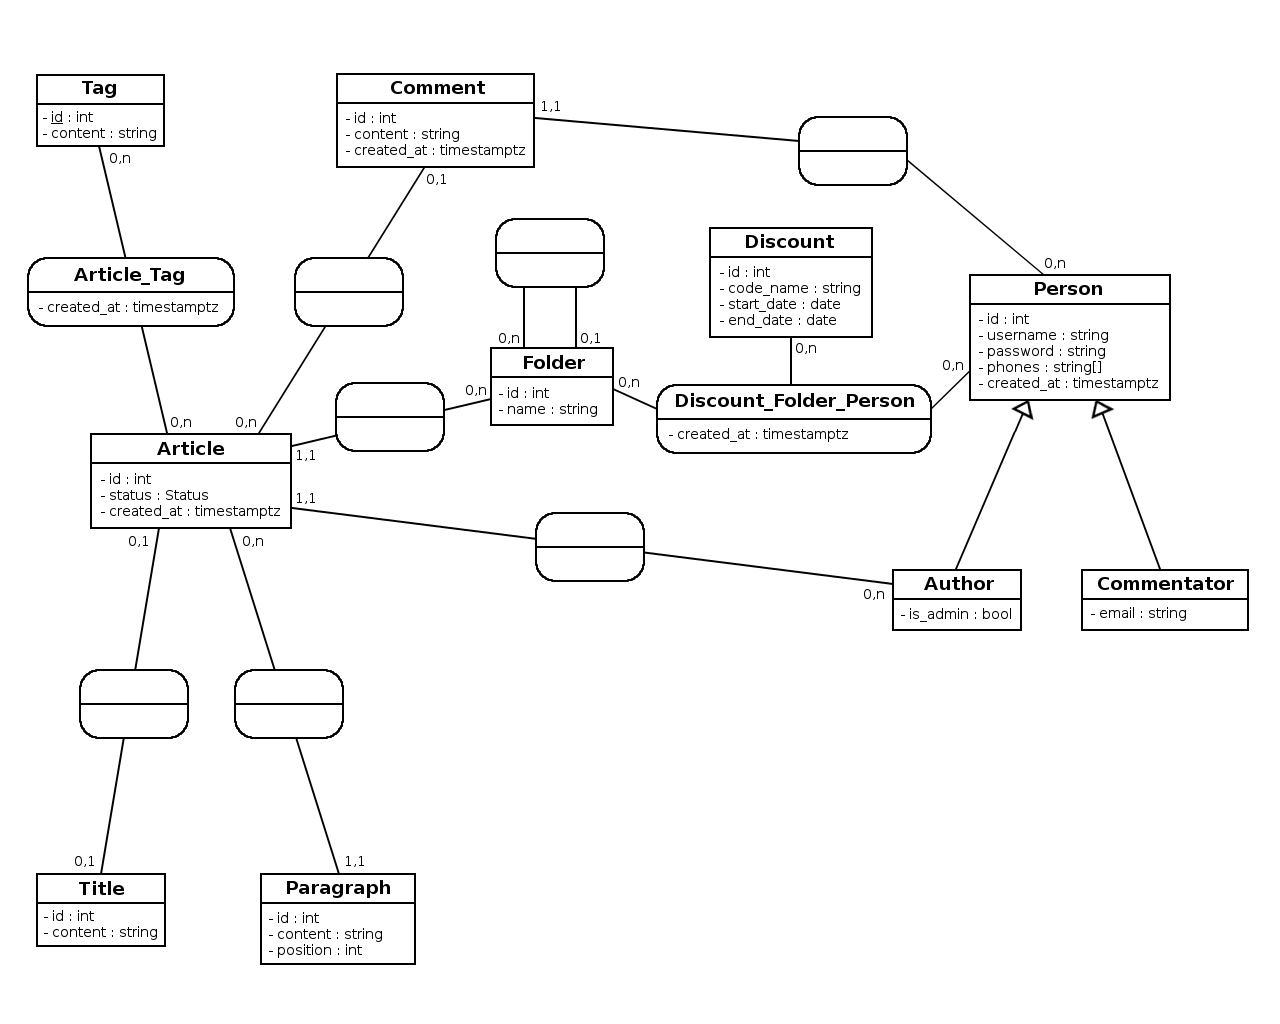 Tag
- id : int
- content : string
0,n
Comment
- id : int
- content : string
- created_at : timestamptz
1,1
0,1
Article_Tag
- created_at : timestamptz
0,n
0,n
0,n
0,1
Folder
- id : int
- name : string
0,n
0,n
Discount
- id : int
- code_name : string
- start_date : date
- end_date : date
0,n
Discount_Folder_Person
- created_at : timestamptz
0,n
0,n
Person
- id : int
- username : string
- password : string
- phones : string[]
- created_at : timestamptz
Article
- id : int
- status : Status
- created_at : timestamptz
1,1
1,1
0,1
0,n
0,n
Author
- is_admin : bool
Commentator
- email : string
0,1
Title
- id : int
- content : string
1,1
Paragraph
- id : int
- content : string
- position : int